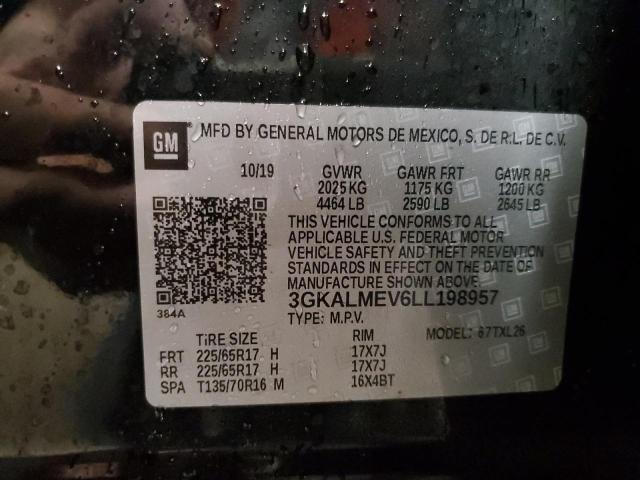 GM MFD BY GENERAL MOTORS DE MEXICO, S. DE R.L. DE C.V.
10/19 GVWR GAWR FRT GAWR RR
2025 KG 1175 KG 1200 KG
4464 LB 2590 LB 2645 LB
THIS VEHICLE CONFORMS TO ALL
APPLICABLE U.S. FEDERAL MOTOR
VEHICLE SAFETY AND THEFT PREVENTION
STANDARDS IN EFFECT ON THE DATE OF
MANUFACTURE SHOWN ABOVE.
384A 3GKALMEV6LL198957
TYPE: M.P.V. MODEL: 67TXL26
TIRE SIZE RIM
FRT 225/65R17 H 17X7J
RR 225/65R17 H 17X7J
SPA T135/70R16 M 16X4BT